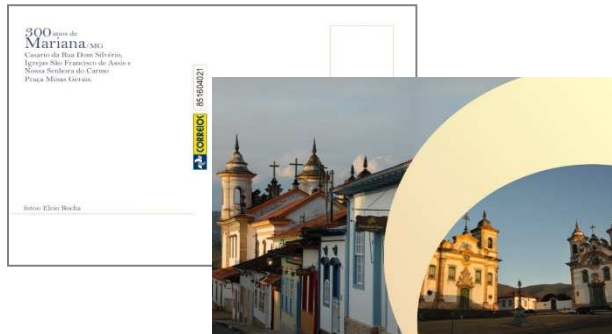 300 anos de
Mariana/MG
Casario da Rua Dom Silvério,
Igrejas São Francisco de Assis e
Nossa Senhora do Carmo
Praça Minas Gerais.
851604021
CORREIOS
fotos: Elcio Rocha